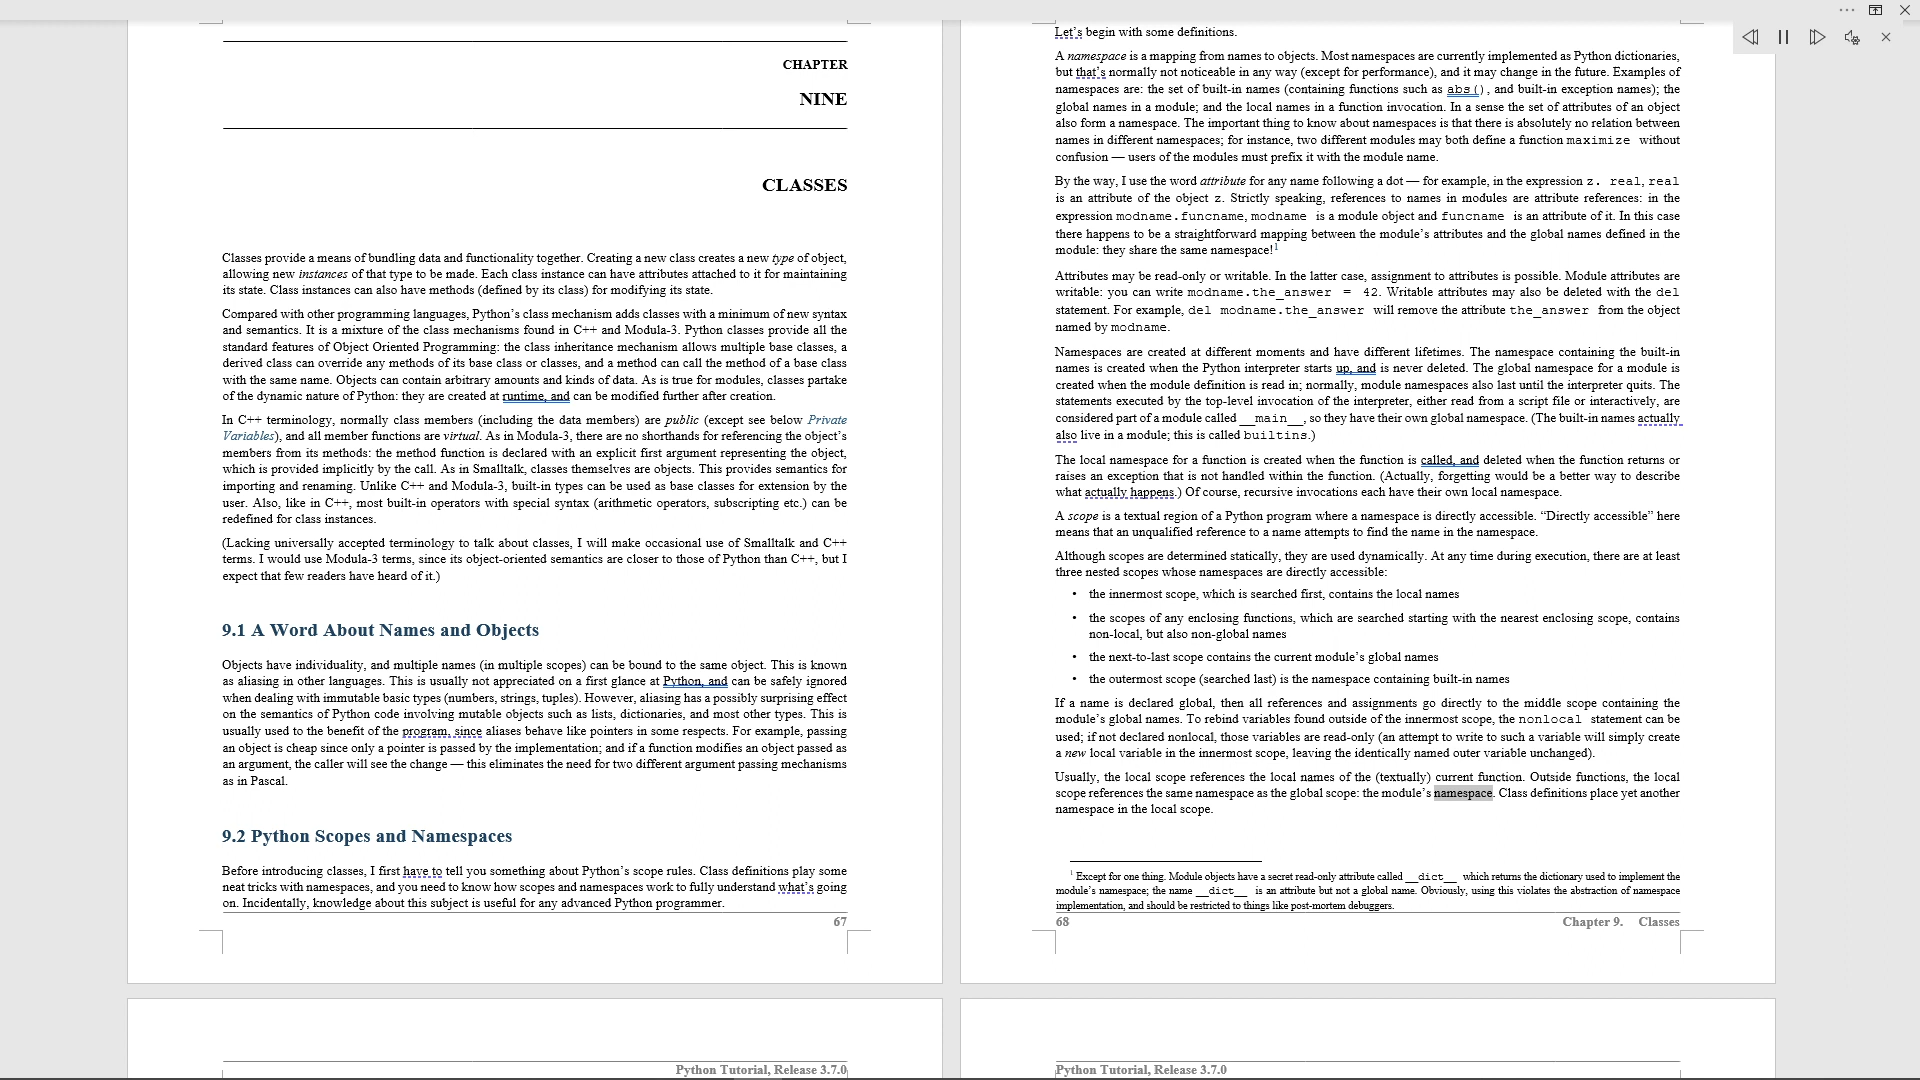 CHAPTER
NINE
CLASSES
Classes provide a means of bundling data and functionality together. Creating a new class creates a new type of object,
allowing new instances of that type to be made. Each class instance can have attributes attached to it for maintaining
its state. Class instances can also have methods (defined by its class) for modifying its state.
Compared with other programming languages, Python’s class mechanism adds classes with a minimum of new syntax
and semantics. It is a mixture of the class mechanisms found in C++ and Modula-3. Python classes provide all the
standard features of Object Oriented Programming: the class inheritance mechanism allows multiple base classes, a
derived class can override any methods of its base class or classes, and a method can call the method of a base class
with the same name. Objects can contain arbitrary amounts and kinds of data. As is true for modules, classes partake
of the dynamic nature of Python: they are created at runtime, and can be modified further after creation.
In C++ terminology, normally class members (including the data members) are public (except see below Private
Variables), and all member functions are virtual. As in Modula-3, there are no shorthands for referencing the object’s
members from its methods: the method function is declared with an explicit first argument representing the object,
which is provided implicitly by the call. As in Smalltalk, classes themselves are objects. This provides semantics for
importing and renaming. Unlike C++ and Modula-3, built-in types can be used as base classes for extension by the
user. Also, like in C++, most built-in operators with special syntax (arithmetic operators, subscripting etc.) can be
redefined for class instances.
(Lacking universally accepted terminology to talk about classes, I will make occasional use of Smalltalk and C++
terms. I would use Modula-3 terms, since its object-oriented semantics are closer to those of Python than C++, but I
expect that few readers have heard of it.)
9.1 A Word About Names and Objects
Objects have individuality, and multiple names (in multiple scopes) can be bound to the same object. This is known
as aliasing in other languages. This is usually not appreciated on a first glance at Python, and can be safely ignored
when dealing with immutable basic types (numbers, strings, tuples). However, aliasing has a possibly surprising effect
on the semantics of Python code involving mutable objects such as lists, dictionaries, and most other types. This is
usually used to the benefit of the program, since aliases behave like pointers in some respects. For example, passing
an object is cheap since only a pointer is passed by the implementation; and if a function modifies an object passed as
an argument, the caller will see the change — this eliminates the need for two different argument passing mechanisms
as in Pascal.
9.2 Python Scopes and Namespaces
Before introducing classes, I first have to tell you something about Python’s scope rules. Class definitions play some
neat tricks with namespaces, and you need to know how scopes and namespaces work to fully understand what’s going
on. Incidentally, knowledge about this subject is useful for any advanced Python programmer.
67
Let’s begin with some definitions.
A namespace is a mapping from names to objects. Most namespaces are currently implemented as Python dictionaries,
but that’s normally not noticeable in any way (except for performance), and it may change in the future. Examples of
namespaces are: the set of built-in names (containing functions such as abs(), and built-in exception names); the
global names in a module; and the local names in a function invocation. In a sense the set of attributes of an object
also form a namespace. The important thing to know about namespaces is that there is absolutely no relation between
names in different namespaces; for instance, two different modules may both define a function maximize without
confusion — users of the modules must prefix it with the module name.
By the way, I use the word attribute for any name following a dot — for example, in the expression z. real, real
is an attribute of the object z. Strictly speaking, references to names in modules are attribute references: in the
expression modname.funcname, modname is a module object and funcname is an attribute of it. In this case
there happens to be a straightforward mapping between the module’s attributes and the global names defined in the
module: they share the same namespace!1
Attributes may be read-only or writable. In the latter case, assignment to attributes is possible. Module attributes are
writable: you can write modname.the_answer = 42. Writable attributes may also be deleted with the del
statement. For example, del modname.the_answer will remove the attribute the_answer from the object
named by modname.
Namespaces are created at different moments and have different lifetimes. The namespace containing the built-in
names is created when the Python interpreter starts up, and is never deleted. The global namespace for a module is
created when the module definition is read in; normally, module namespaces also last until the interpreter quits. The
statements executed by the top-level invocation of the interpreter, either read from a script file or interactively, are
considered part of a module called __main__, so they have their own global namespace. (The built-in names actually
also live in a module; this is called builtins.)
The local namespace for a function is created when the function is called, and deleted when the function returns or
raises an exception that is not handled within the function. (Actually, forgetting would be a better way to describe
what actually happens.) Of course, recursive invocations each have their own local namespace.
A scope is a textual region of a Python program where a namespace is directly accessible. “Directly accessible” here
means that an unqualified reference to a name attempts to find the name in the namespace.
Although scopes are determined statically, they are used dynamically. At any time during execution, there are at least
three nested scopes whose namespaces are directly accessible:
• the innermost scope, which is searched first, contains the local names
• the scopes of any enclosing functions, which are searched starting with the nearest enclosing scope, contains
non-local, but also non-global names
• the next-to-last scope contains the current module’s global names
• the outermost scope (searched last) is the namespace containing built-in names
If a name is declared global, then all references and assignments go directly to the middle scope containing the
module’s global names. To rebind variables found outside of the innermost scope, the nonlocal statement can be
used; if not declared nonlocal, those variables are read-only (an attempt to write to such a variable will simply create
a new local variable in the innermost scope, leaving the identically named outer variable unchanged).
Usually, the local scope references the local names of the (textually) current function. Outside functions, the local
scope references the same namespace as the global scope: the module’s namespace. Class definitions place yet another
namespace in the local scope.
1 Except for one thing. Module objects have a secret read-only attribute called __dict__ which returns the dictionary used to implement the
module’s namespace; the name __dict__ is an attribute but not a global name. Obviously, using this violates the abstraction of namespace
implementation, and should be restricted to things like post-mortem debuggers.
68 Chapter 9. Classes
Python Tutorial, Release 3.7.0
Python Tutorial, Release 3.7.0